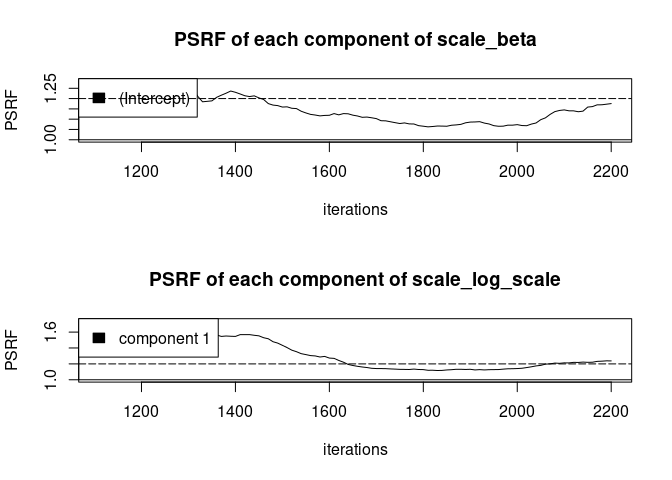 PSRF of each component of scale_beta
PSRF
1.00 1.25
(Intercept)
1200 1400 1600 1800 2000 2200
iterations
PSRF of each component of scale_log_scale
PSRF
1.0 1.6
component 1
1200 1400 1600 1800 2000 2200
iterations